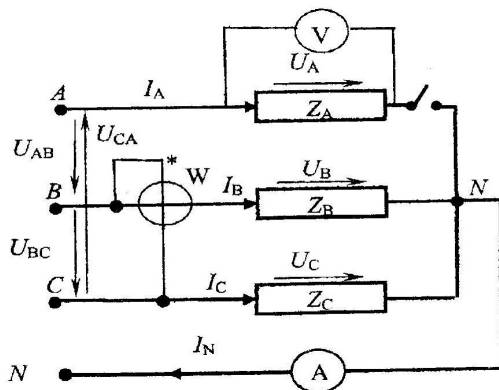 V
U_A
A I_A
Z_A
U_CA
U_AB
* W
I_B U_B
B Z_B N
U_BC
U_C
C I_C
Z_C
I_N
N A